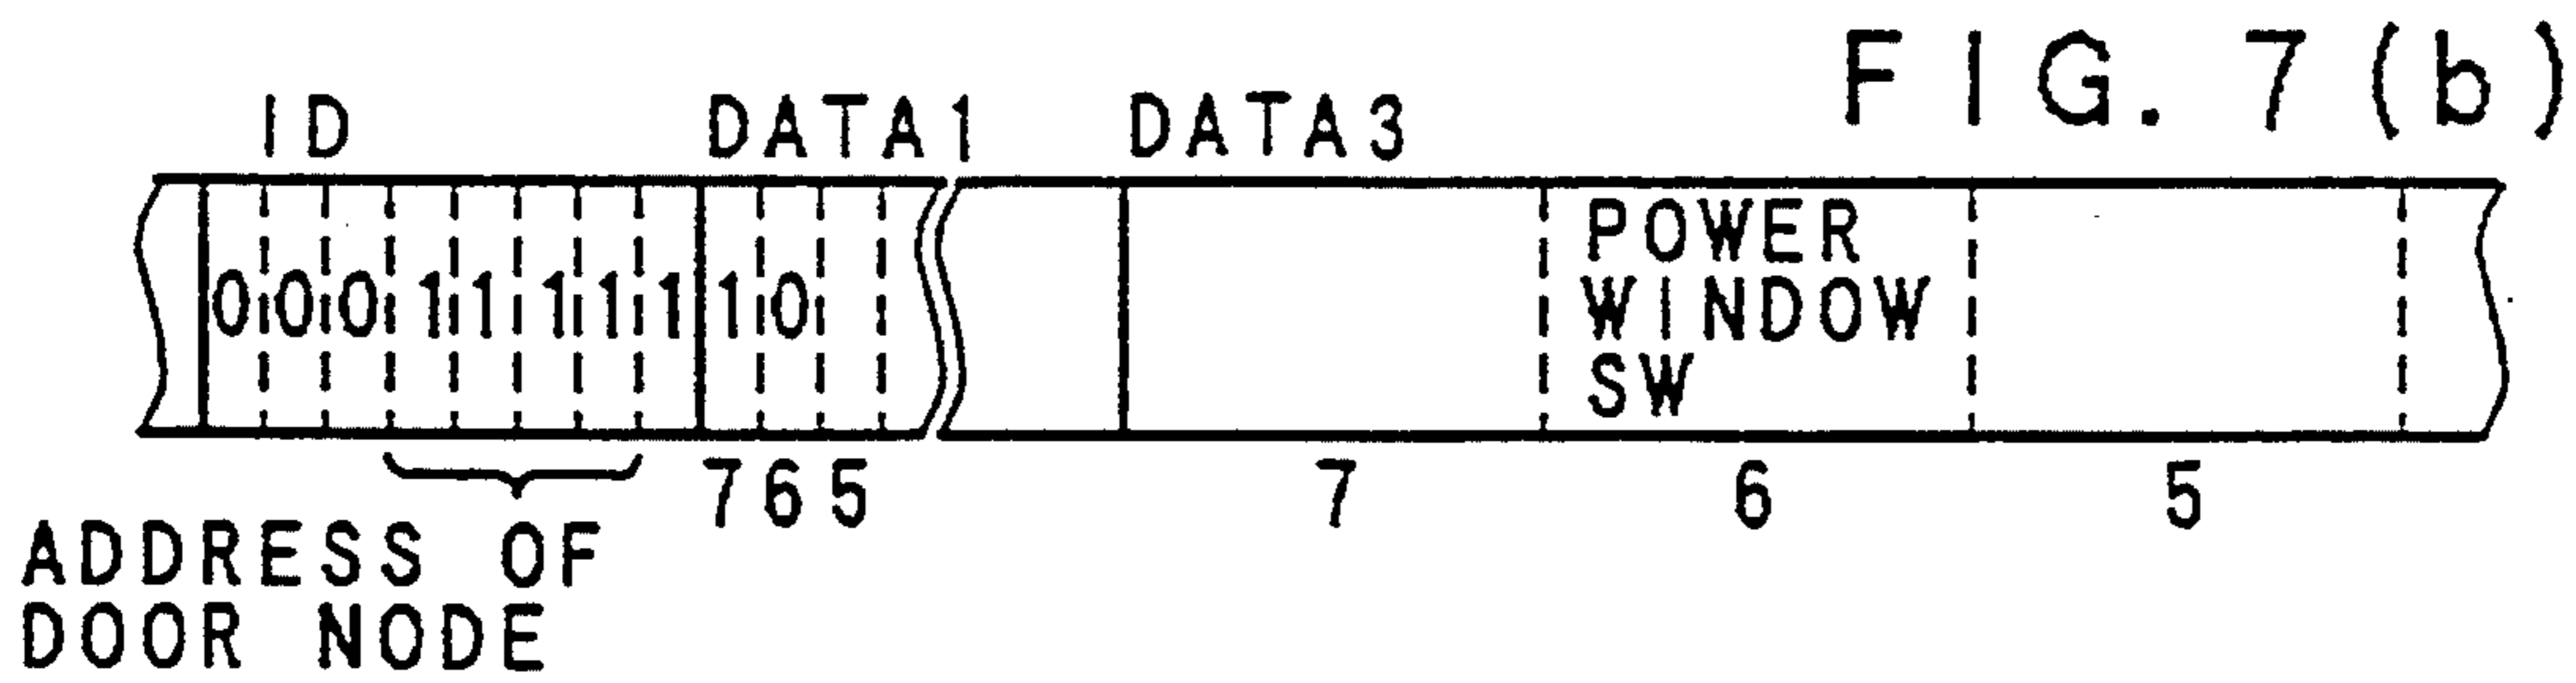 FIG. 7 (b)
ID DATA1 DATA3
0 0 0 1 1 1 1 1 1 0
POWER
WINDOW
SW
7 6 5 7 6 5
ADDRESS OF
DOOR NODE